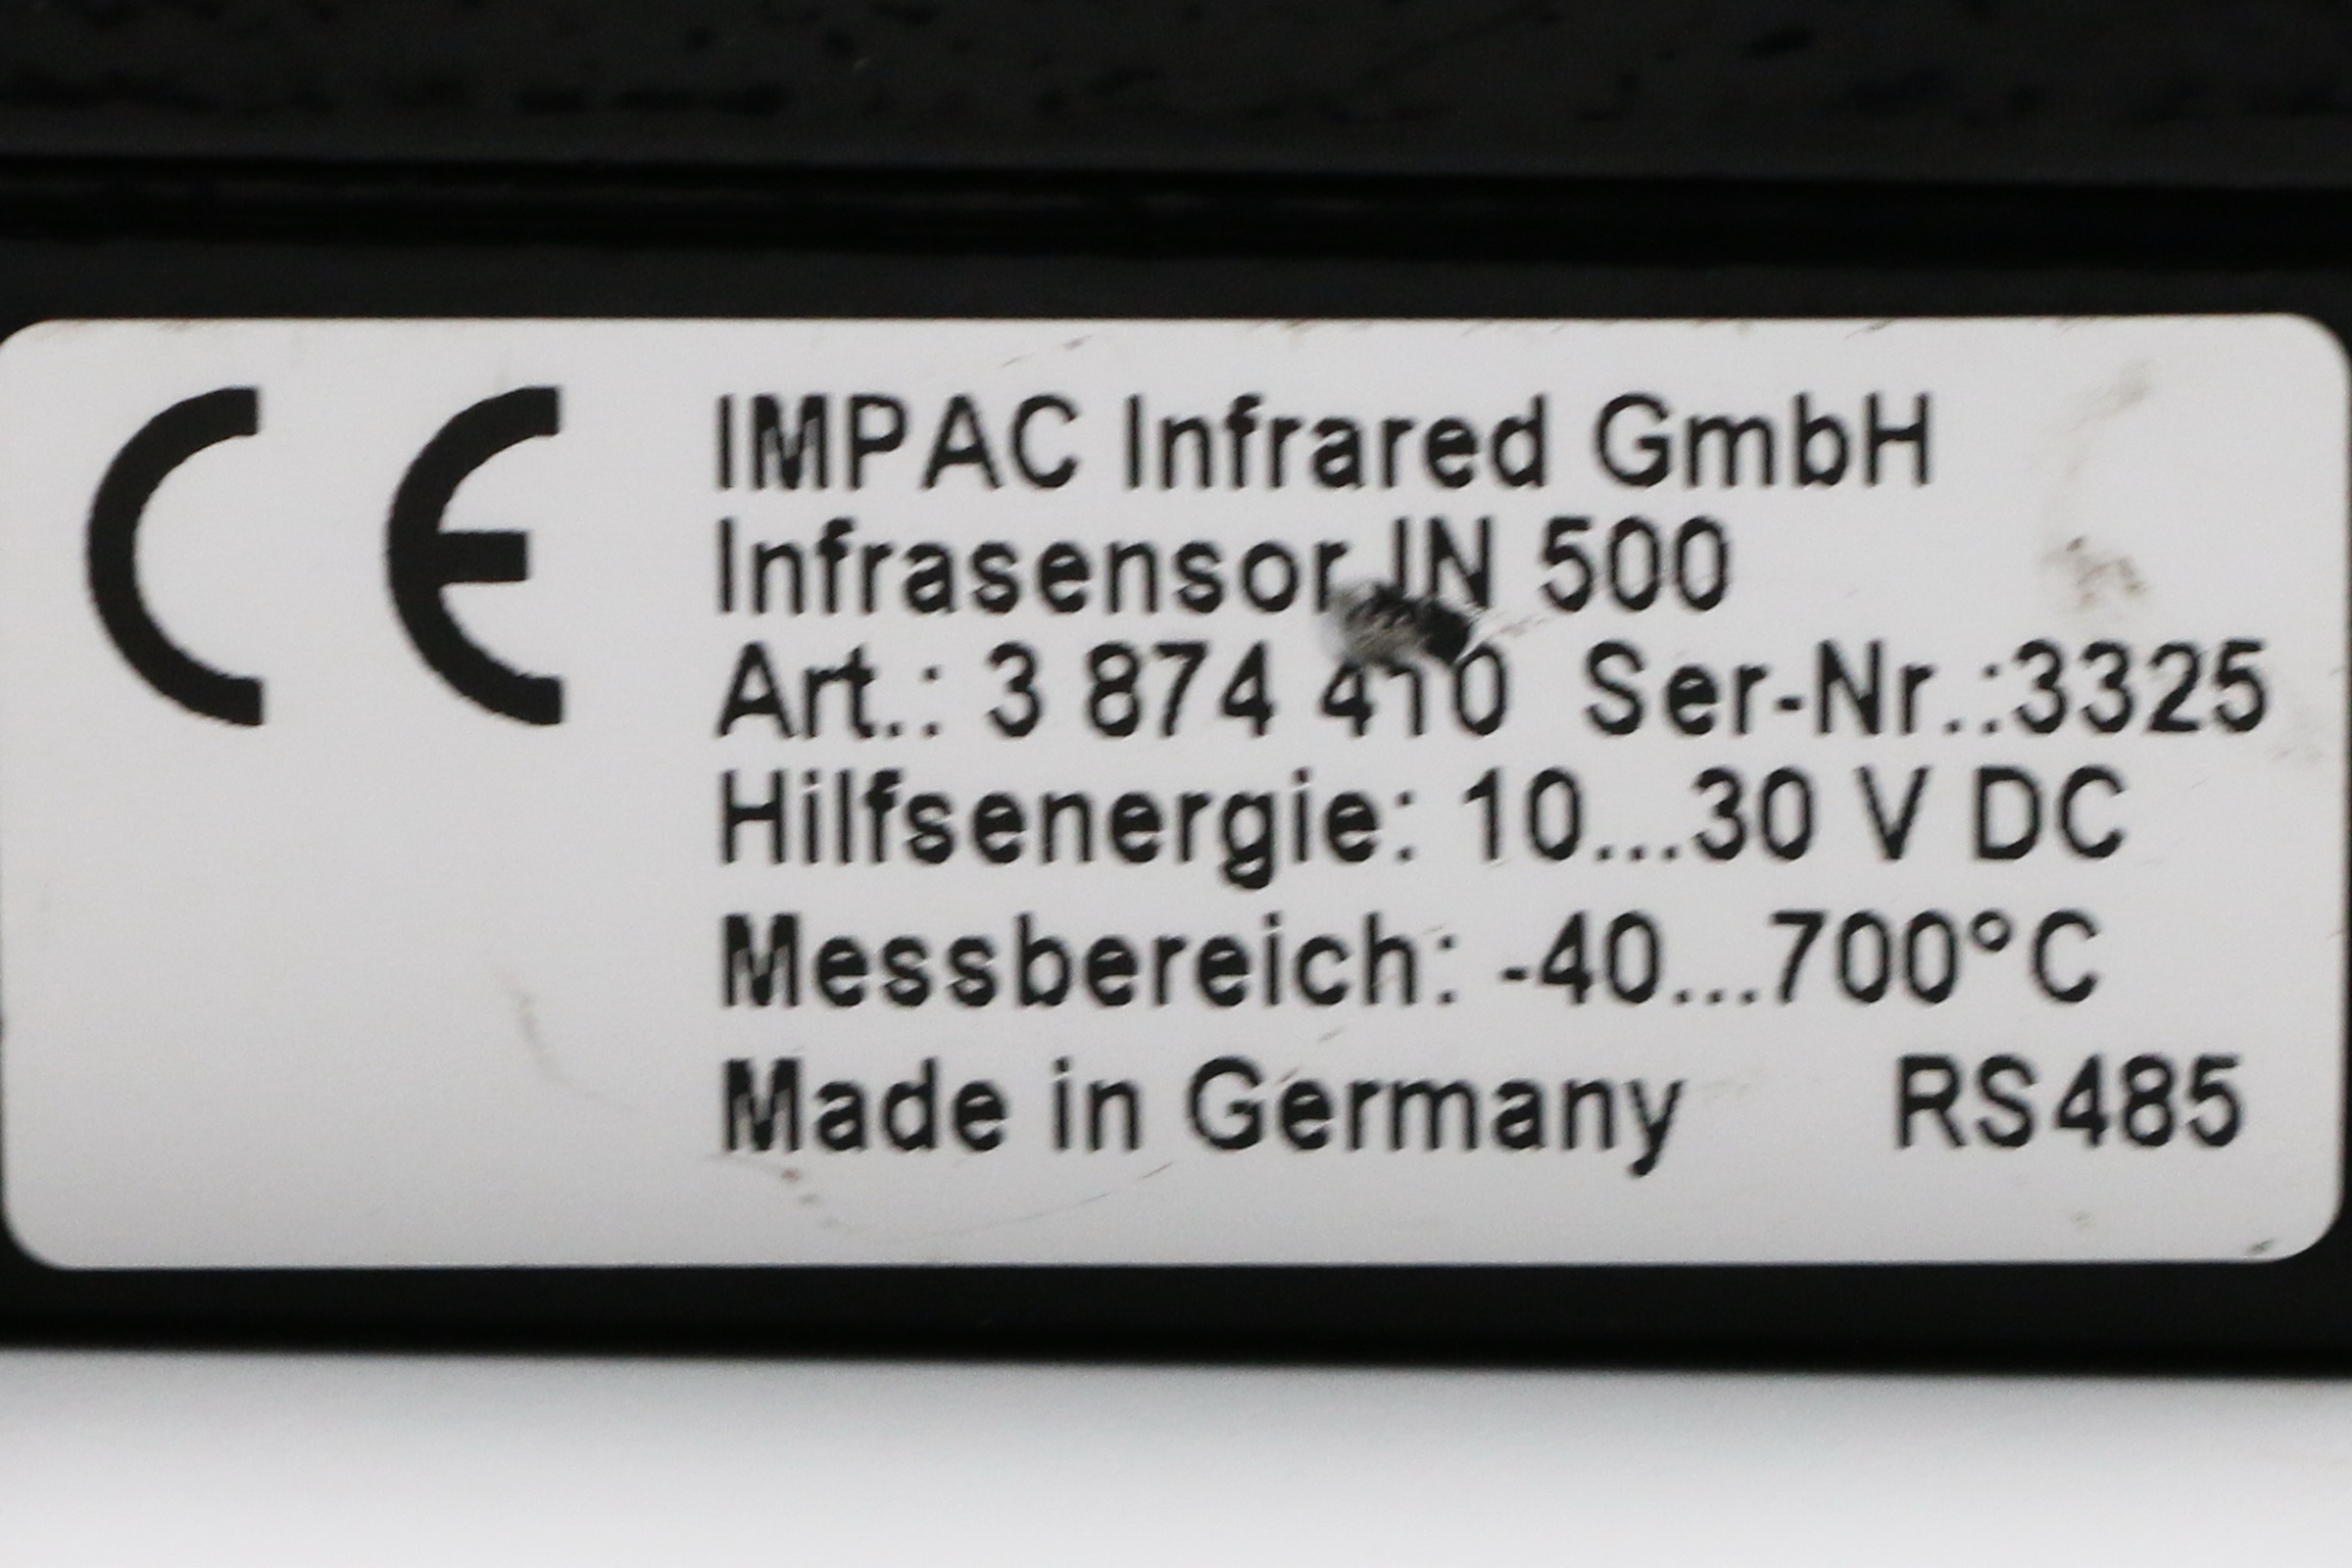 CE
IMPAC Infrared GmbH
Infrasensor IN 500
Art.: 3 874 410 Ser-Nr.:3325
Hilfsenergie: 10...30 V DC
Messbereich: -40...700°C
Made in Germany RS485